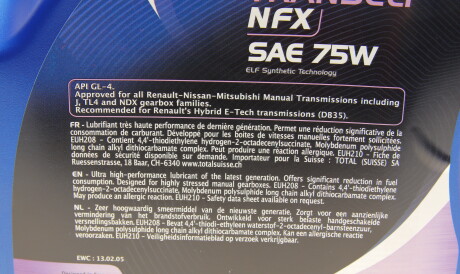 NFX
SAE 75W
ELF Synthetic Technology
API GL-4.
Approved for all Renault-Nissan-Mitsubishi Manual Transmissions including
J, TL4 and NDX gearbox families.
Recommended for Renault's Hybrid E-Tech transmissions (DB35).
FR - Lubrifiant très haute performance de dernière génération. Permet une réduction significative de la
consommation de carburant. Développé pour les boites de vitesses manuelles fortement sollicitées.
EUH208 - Contient 4,4'-thiodiethylene hydrogen-2-octadecenylsuccinate, Molybdenum polysulphide
long chain alkyl dithiocarbamate complex. Peut produire une réaction allergique. EUH210 - Fiche de
données de sécurité disponible sur demande. Importateur pour la Suisse : TOTAL (SUISSE) SA
Ruessenstrasse, 18 Baar, CH-6340 www.totalsuisse.ch
EN - Ultra high-performance lubricant of the latest generation. Offers significant reduction in fuel
consumption. Designed for highly stressed manual gearboxes. EUH208 - Contains 4,4'-thiodiethylene
hydrogen-2-octadecenylsuccinate, Molybdenum polysulphide long chain alkyl dithiocarbamate complex.
May produce an allergic reaction. EUH210 - Safety data sheet available on request.
NL - Zeer hoogwaardig smeermiddel van de nieuwste generatie. Zorgt voor een aanzienlijke
vermindering van het brandstofverbruik. Ontwikkeld voor sterk belaste handgeschakelde
versnellingsbakken. EUH208 - Bevat 4,4'-thiodi-ethyleen waterstof-2-octadecenyl-barnsteenzuur,
Molybdenum polysulphide long chain alkyl dithiocarbamate complex. Kan een allergische reactie
veroorzaken. EUH210 - Veiligheidsinformatieblad op verzoek verkrijgbaar.
EWC : 13.02.05